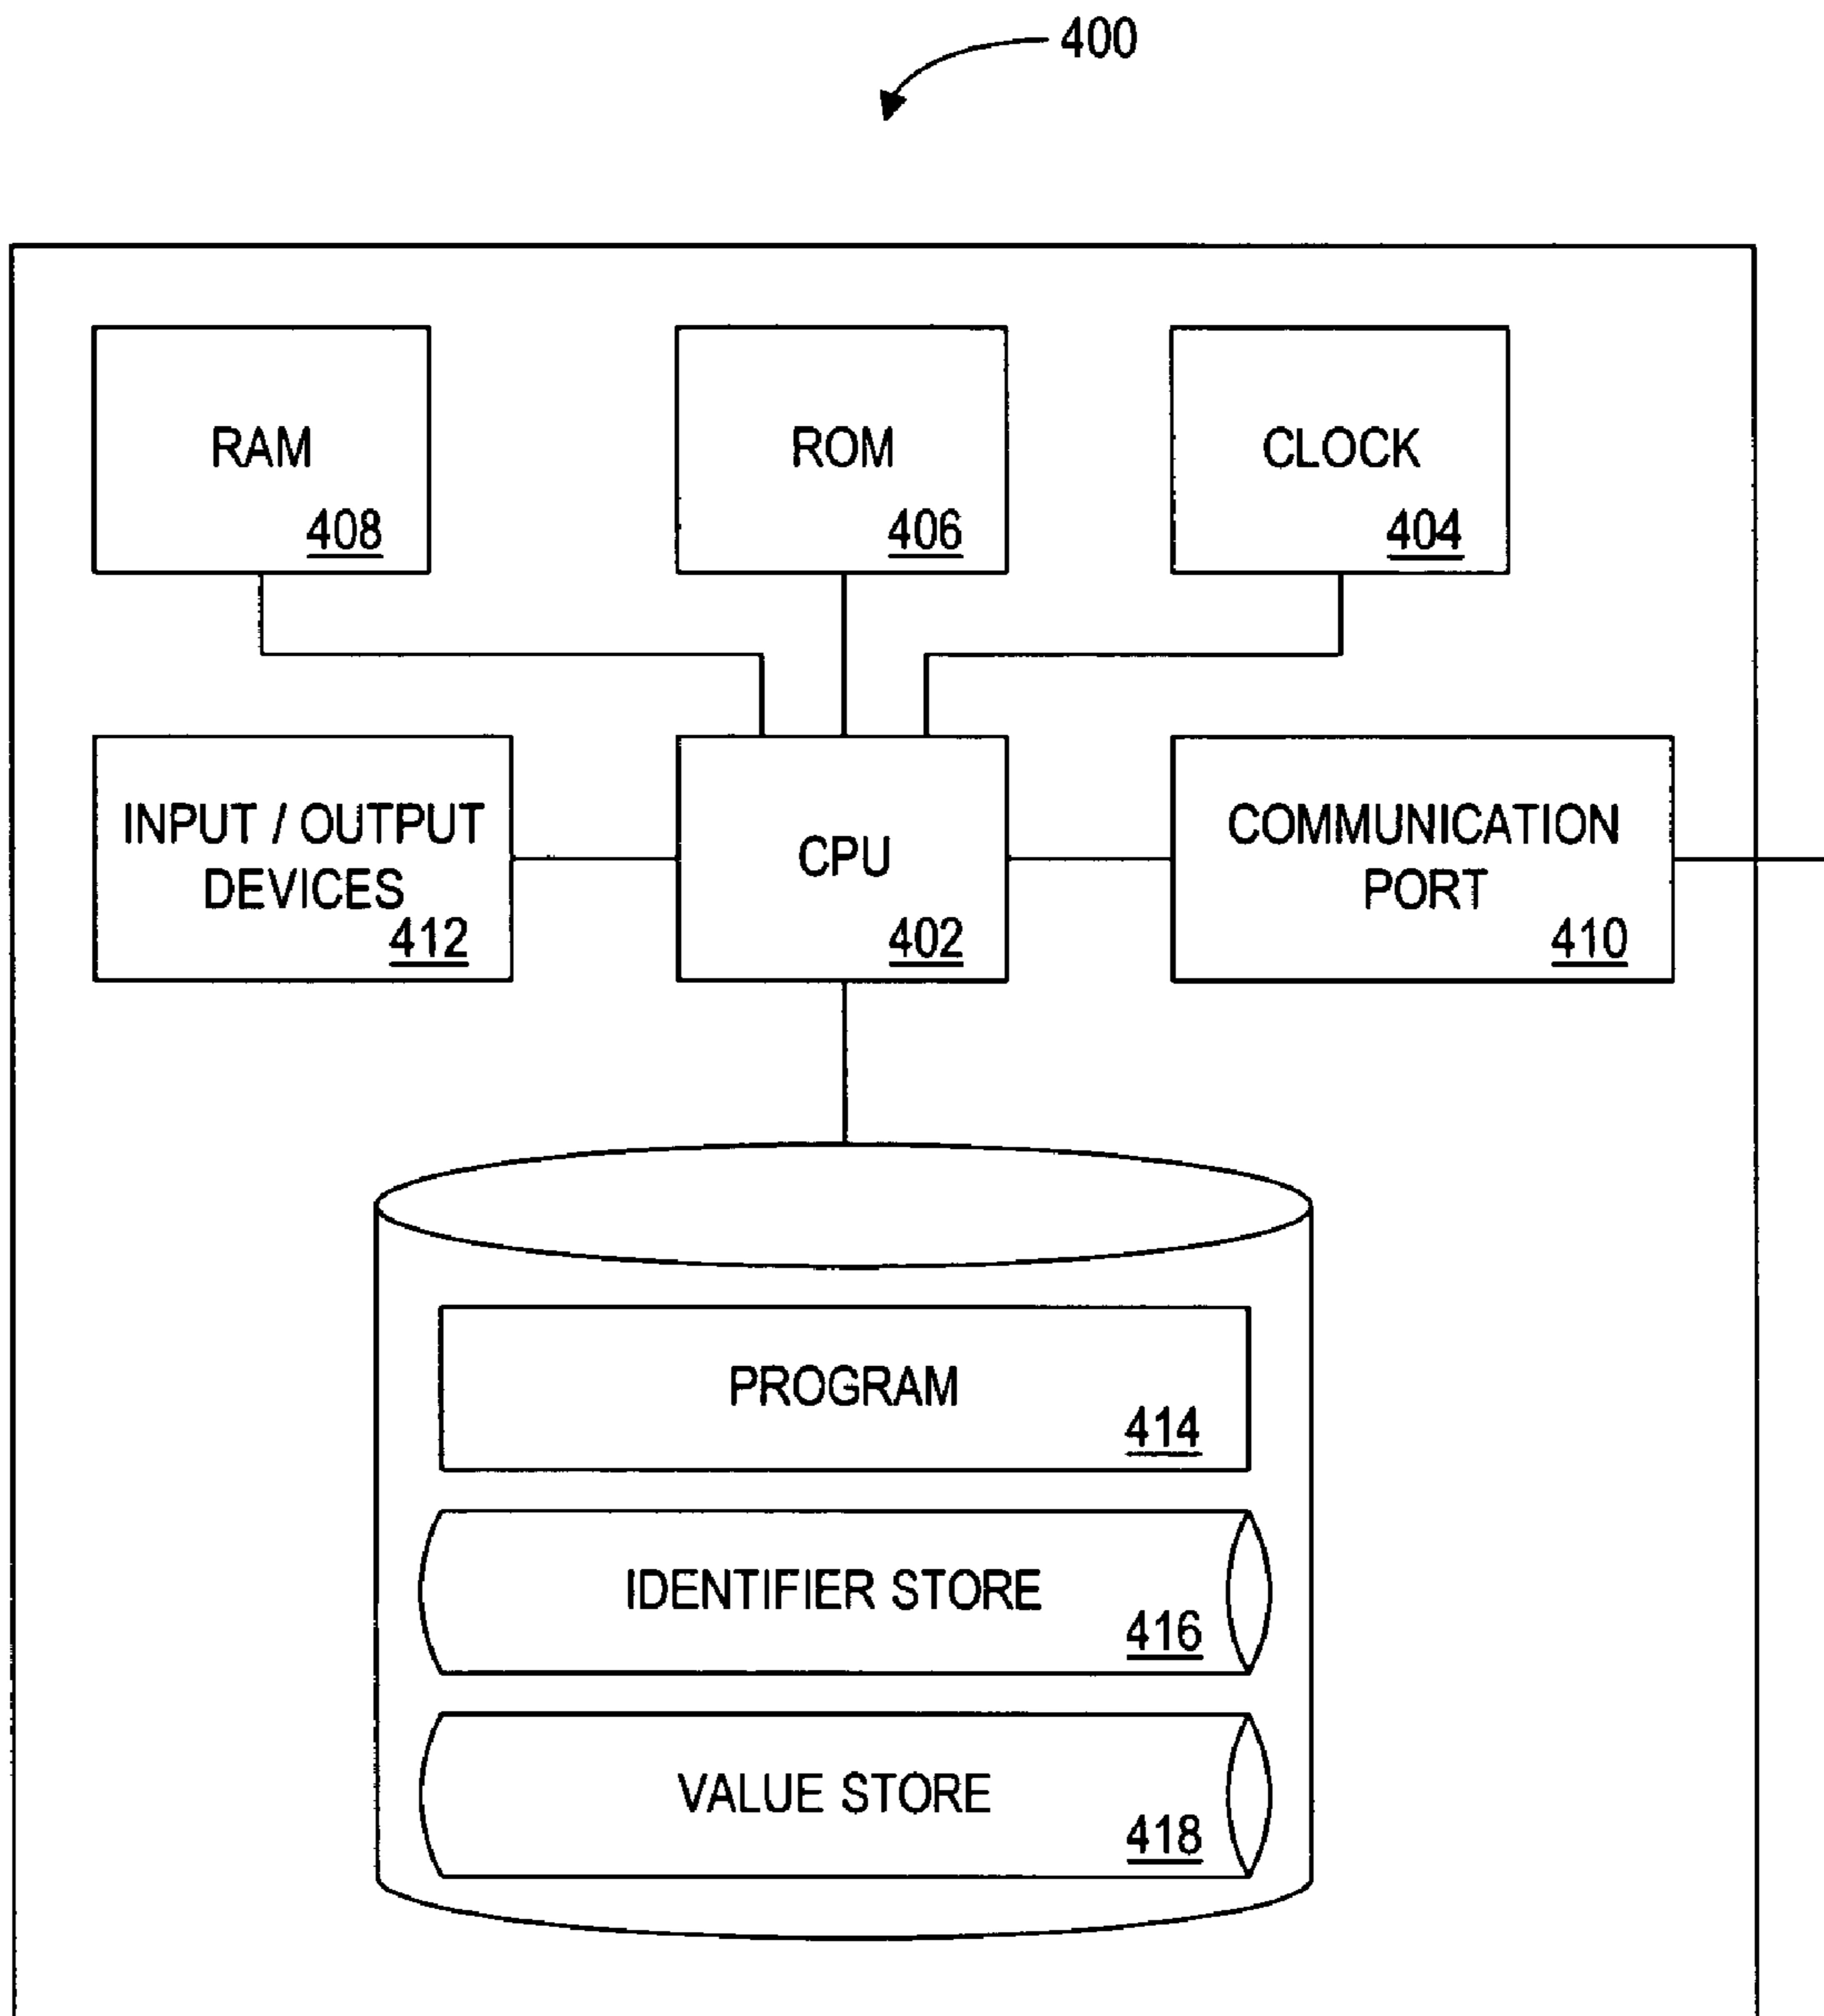 400
RAM
408
ROM
406
CLOCK
404
INPUT / OUTPUT
DEVICES
412
CPU
402
COMMUNICATION
PORT
410
PROGRAM
414
IDENTIFIER STORE
416
VALUE STORE
418